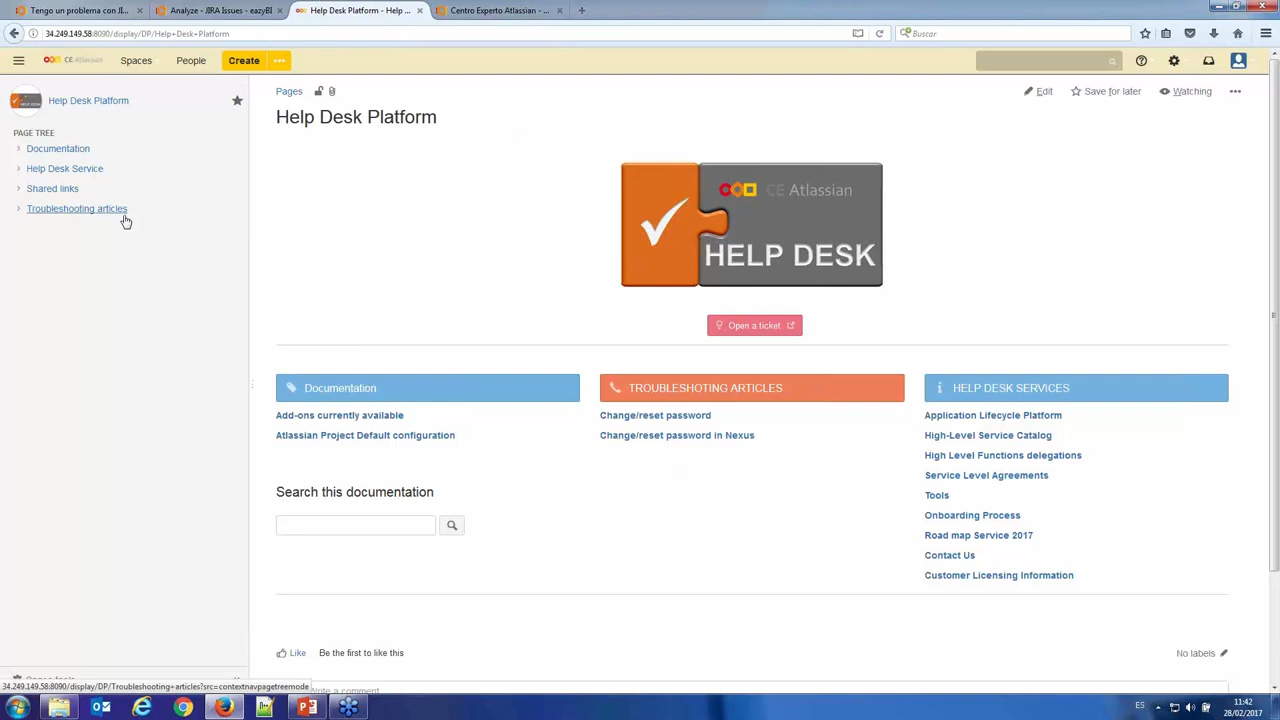 Tengo un problema con JI...
Analyze - JIRA Issues - eazyBI
Help Desk Platform - Help ...
Centro Experto Atlassian - ...
34.249.149.58:8090/display/DP/Help+Desk+Platform
Buscar
CE Atlassian
Spaces
People
Create
Help Desk Platform
PAGE TREE
Documentation
Help Desk Service
Shared links
Troubleshooting articles
Pages
Edit
Save for later
Watching
Help Desk Platform
CE Atlassian
HELP DESK
HELP DESK
Open a ticket
Documentation
Add-ons currently available
Atlassian Project Default configuration
TROUBLESHOTING ARTICLES
Change/reset password
Change/reset password in Nexus
HELP DESK SERVICES
Application Lifecycle Platform
High-Level Service Catalog
High Level Functions delegations
Service Level Agreements
Tools
Onboarding Process
Road map Service 2017
Contact Us
Customer Licensing Information
Search this documentation
Like
Be the first to like this
No labels
Write a comment...
34.249.149.58:8090/display/DP/Troubleshooting+articles?src=contextnavpagetreemode
ES
11:42
28/02/2017